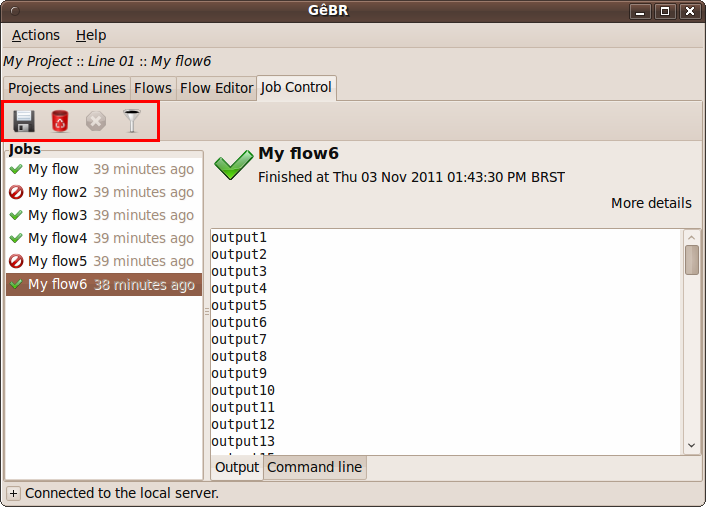 GêBR
Actions Help
My Project :: Line 01 :: My flow6
Projects and Lines Flows Flow Editor Job Control
Jobs
My flow 39 minutes ago
My flow2 39 minutes ago
My flow3 39 minutes ago
My flow4 39 minutes ago
My flow5 39 minutes ago
My flow6 38 minutes ago
My flow6
Finished at Thu 03 Nov 2011 01:43:30 PM BRST
More details
output1
output2
output3
output4
output5
output6
output7
output8
output9
output10
output11
output12
output13
Output Command line
Connected to the local server.